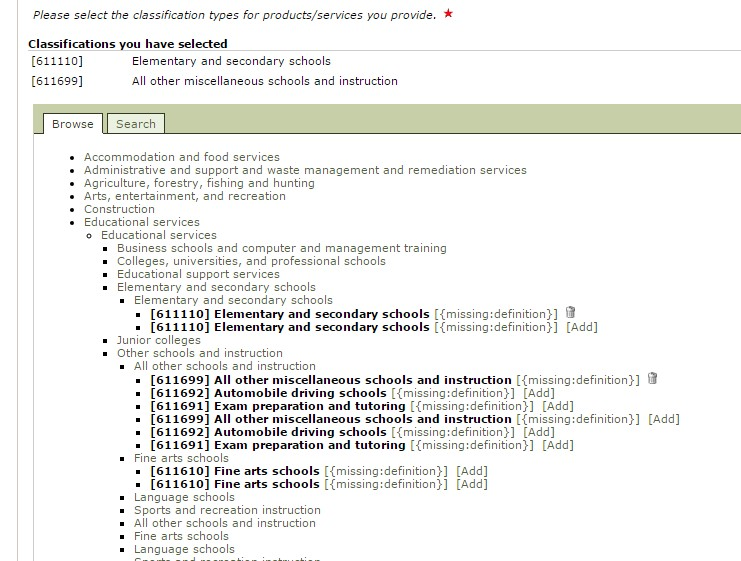 Please select the classification types for products/services you provide. ★
Classifications you have selected
[611110] Elementary and secondary schools
[611699] All other miscellaneous schools and instruction
Browse Search
Accommodation and food services
Administrative and support and waste management and remediation services
Agriculture, forestry, fishing and hunting
Arts, entertainment, and recreation
Construction
Educational services
Educational services
Business schools and computer and management training
Colleges, universities, and professional schools
Educational support services
Elementary and secondary schools
Elementary and secondary schools
[611110] Elementary and secondary schools [{missing:definition}]
[611110] Elementary and secondary schools [{missing:definition}] [Add]
Junior colleges
Other schools and instruction
All other schools and instruction
[611699] All other miscellaneous schools and instruction [{missing:definition}]
[611692] Automobile driving schools [{missing:definition}] [Add]
[611691] Exam preparation and tutoring [{missing:definition}] [Add]
[611699] All other miscellaneous schools and instruction [{missing:definition}] [Add]
[611692] Automobile driving schools [{missing:definition}] [Add]
[611691] Exam preparation and tutoring [{missing:definition}] [Add]
Fine arts schools
[611610] Fine arts schools [{missing:definition}] [Add]
[611610] Fine arts schools [{missing:definition}] [Add]
Language schools
Sports and recreation instruction
All other schools and instruction
Fine arts schools
Language schools
Sports and recreation instruction